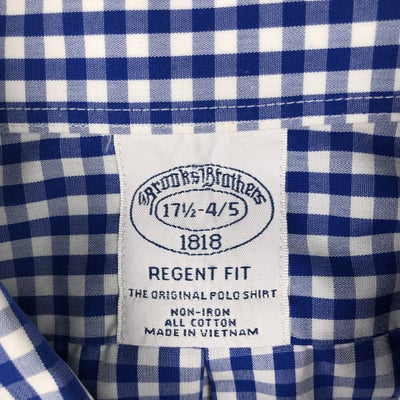 Brooks Brothers
17½-4/5
1818
REGENT FIT
THE ORIGINAL POLO SHIRT
NON-IRON
ALL COTTON
MADE IN VIETNAM